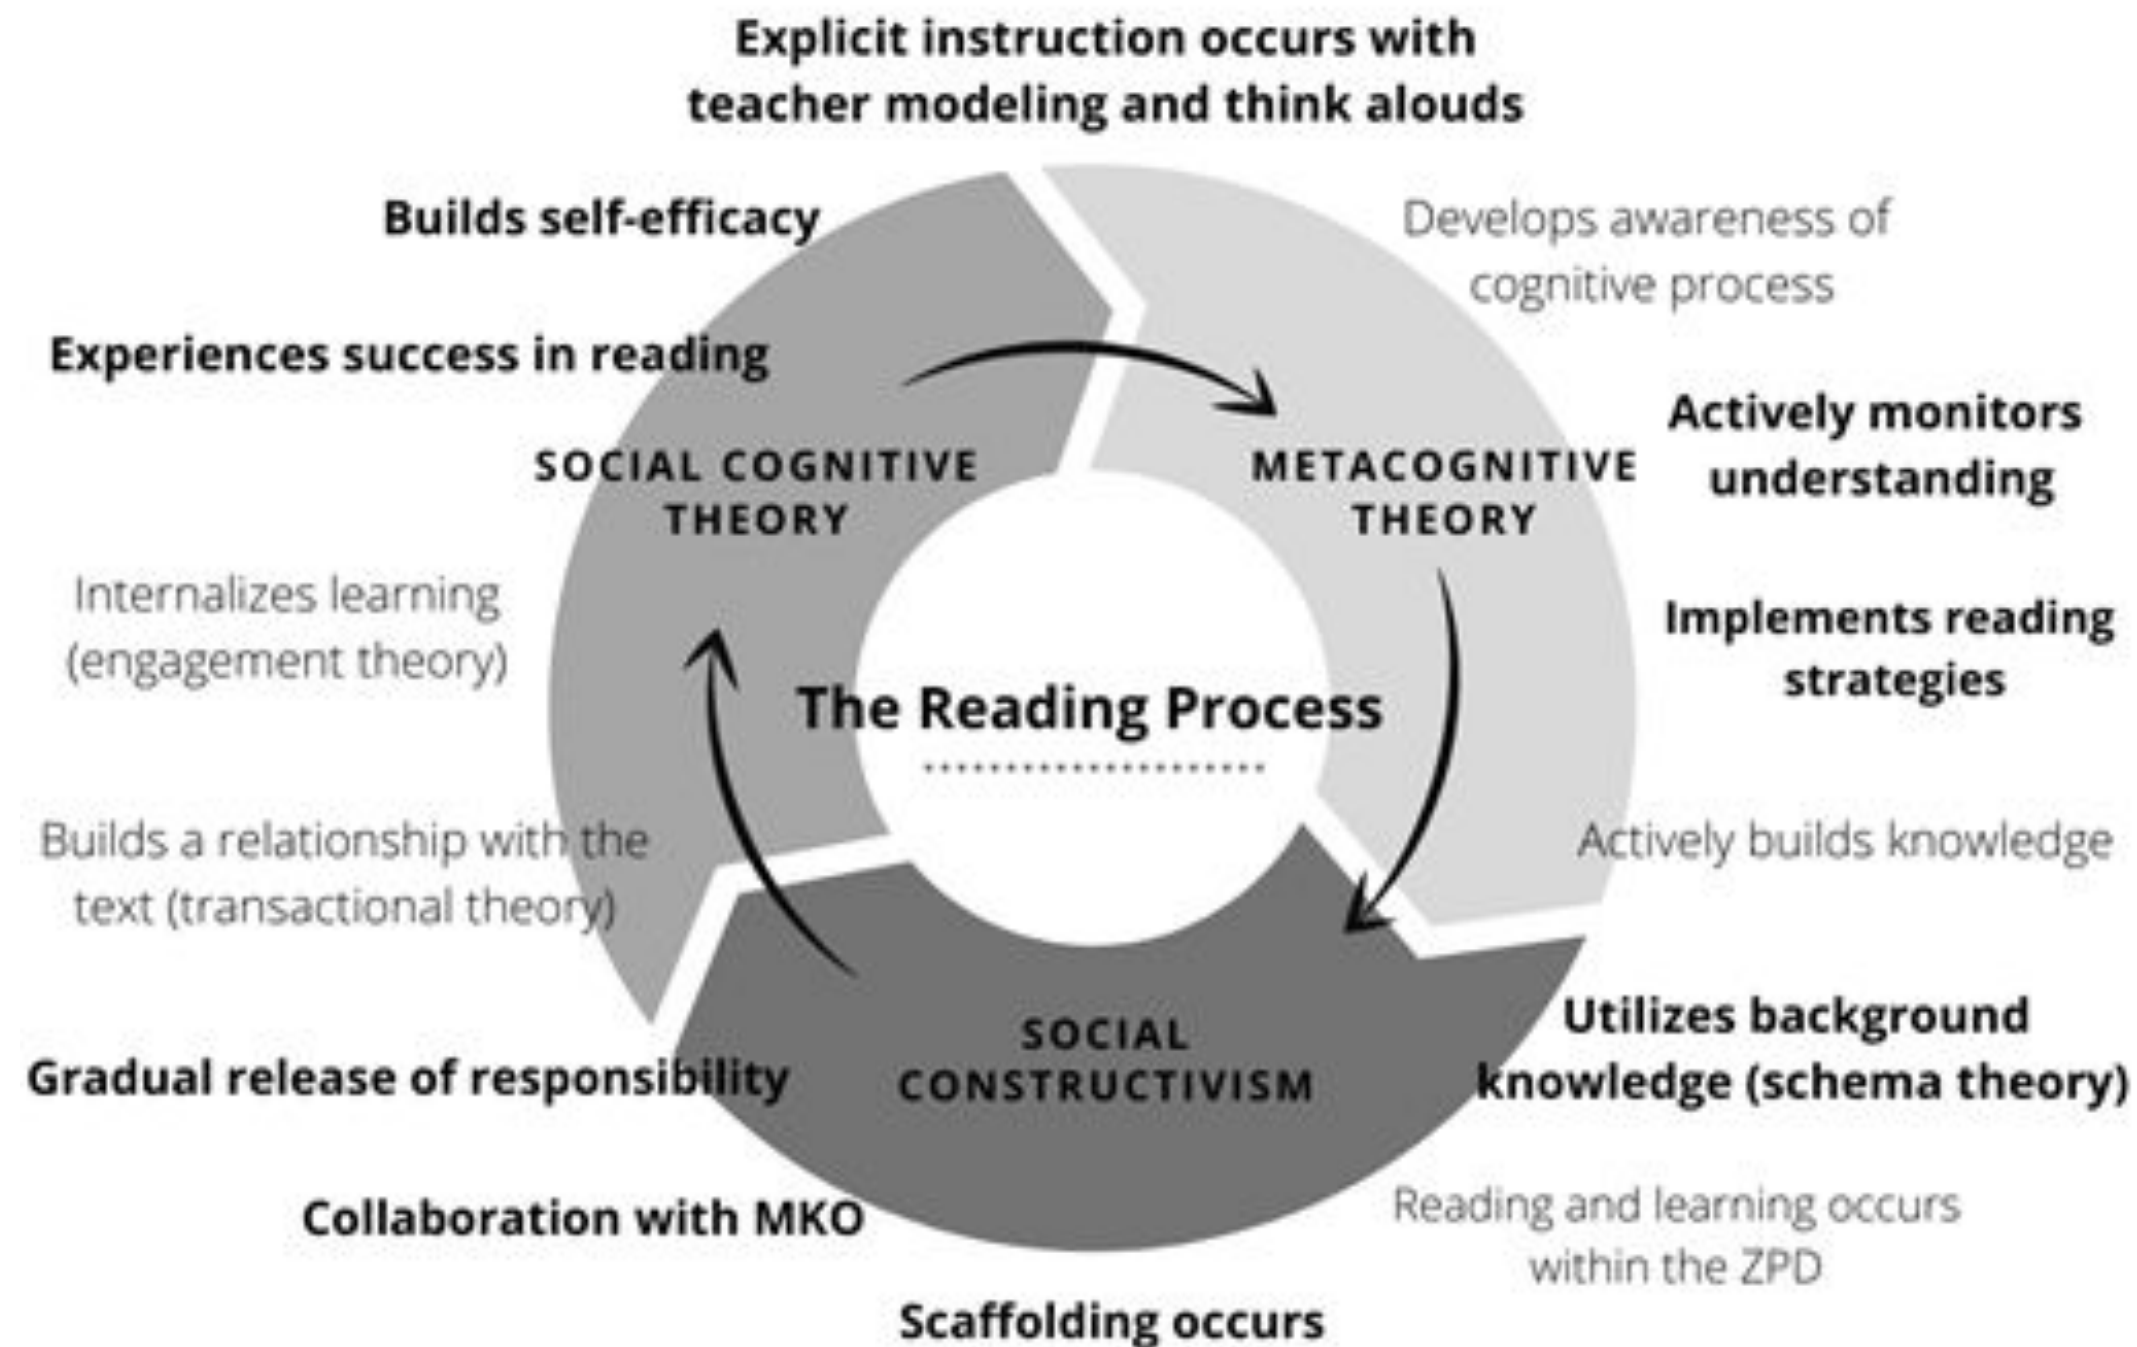 Explicit instruction occurs with
teacher modeling and think alouds
Builds self-efficacy
Develops awareness of
cognitive process
Experiences success in reading
Actively monitors
understanding
SOCIAL COGNITIVE
THEORY
METACOGNITIVE
THEORY
Internalizes learning
(engagement theory)
Implements reading
strategies
The Reading Process
Builds a relationship with the
text (transactional theory)
Actively builds knowledge
SOCIAL
CONSTRUCTIVISM
Utilizes background
knowledge (schema theory)
Gradual release of responsibility
Collaboration with MKO
Reading and learning occurs
within the ZPD
Scaffolding occurs